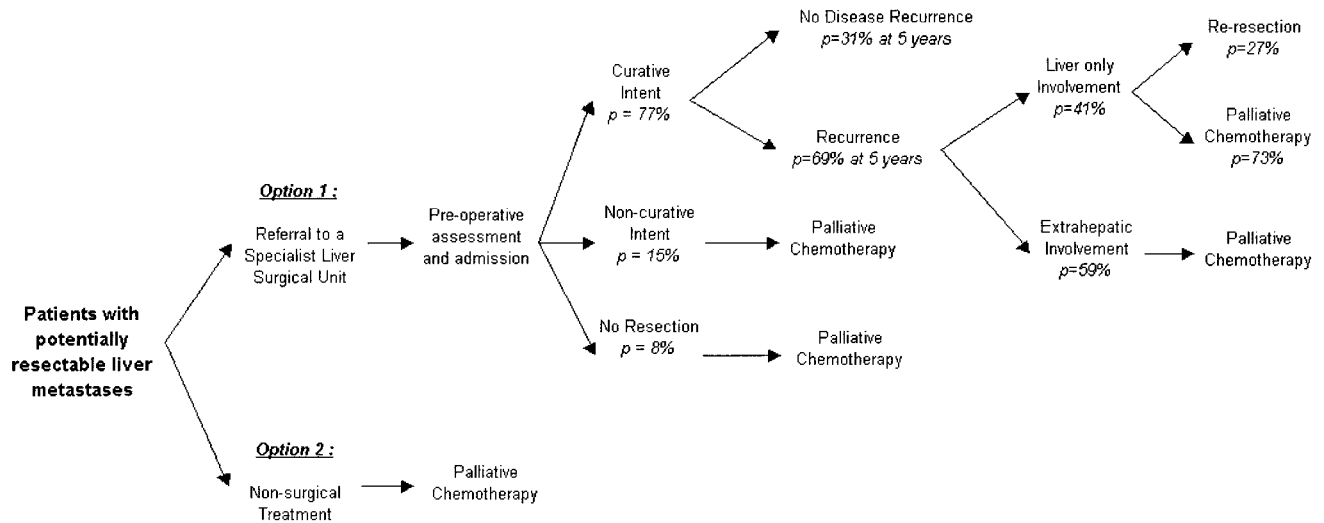 Patients with
potentially
resectable liver
metastases
Option 1 :
Referral to a
Specialist Liver
Surgical Unit
Pre-operative
assessment
and admission
Curative
Intent
p = 77%
No Disease Recurrence
p=31% at 5 years
Recurrence
p=69% at 5 years
Liver only
Involvement
p=41%
Re-resection
p=27%
Palliative
Chemotherapy
p=73%
Extrahepatic
Involvement
p=59%
Palliative
Chemotherapy
Non-curative
Intent
p = 15%
Palliative
Chemotherapy
No Resection
p = 8%
Palliative
Chemotherapy
Option 2 :
Non-surgical
Treatment
Palliative
Chemotherapy